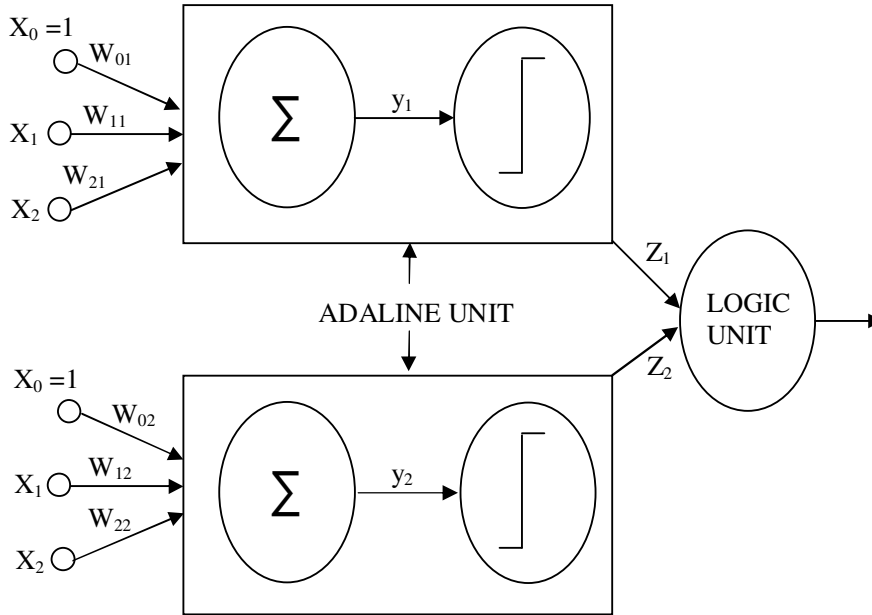 X₀ =1
W₀₁
X₁
W₁₁
W₂₁
X₂
Σ
y₁
Z₁
ADALINE UNIT
LOGIC
UNIT
Z₂
X₀ =1
W₀₂
X₁
W₁₂
W₂₂
X₂
Σ
y₂